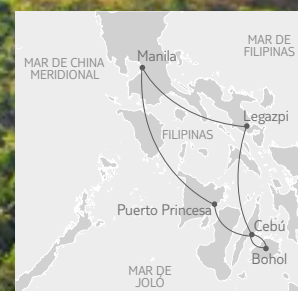 Manila
MAR DE
FILIPINAS
MAR DE CHINA
MERIDIONAL
Legazpi
FILIPINAS
Puerto Princesa
Cebú
Bohol
MAR DE
JOLÓ